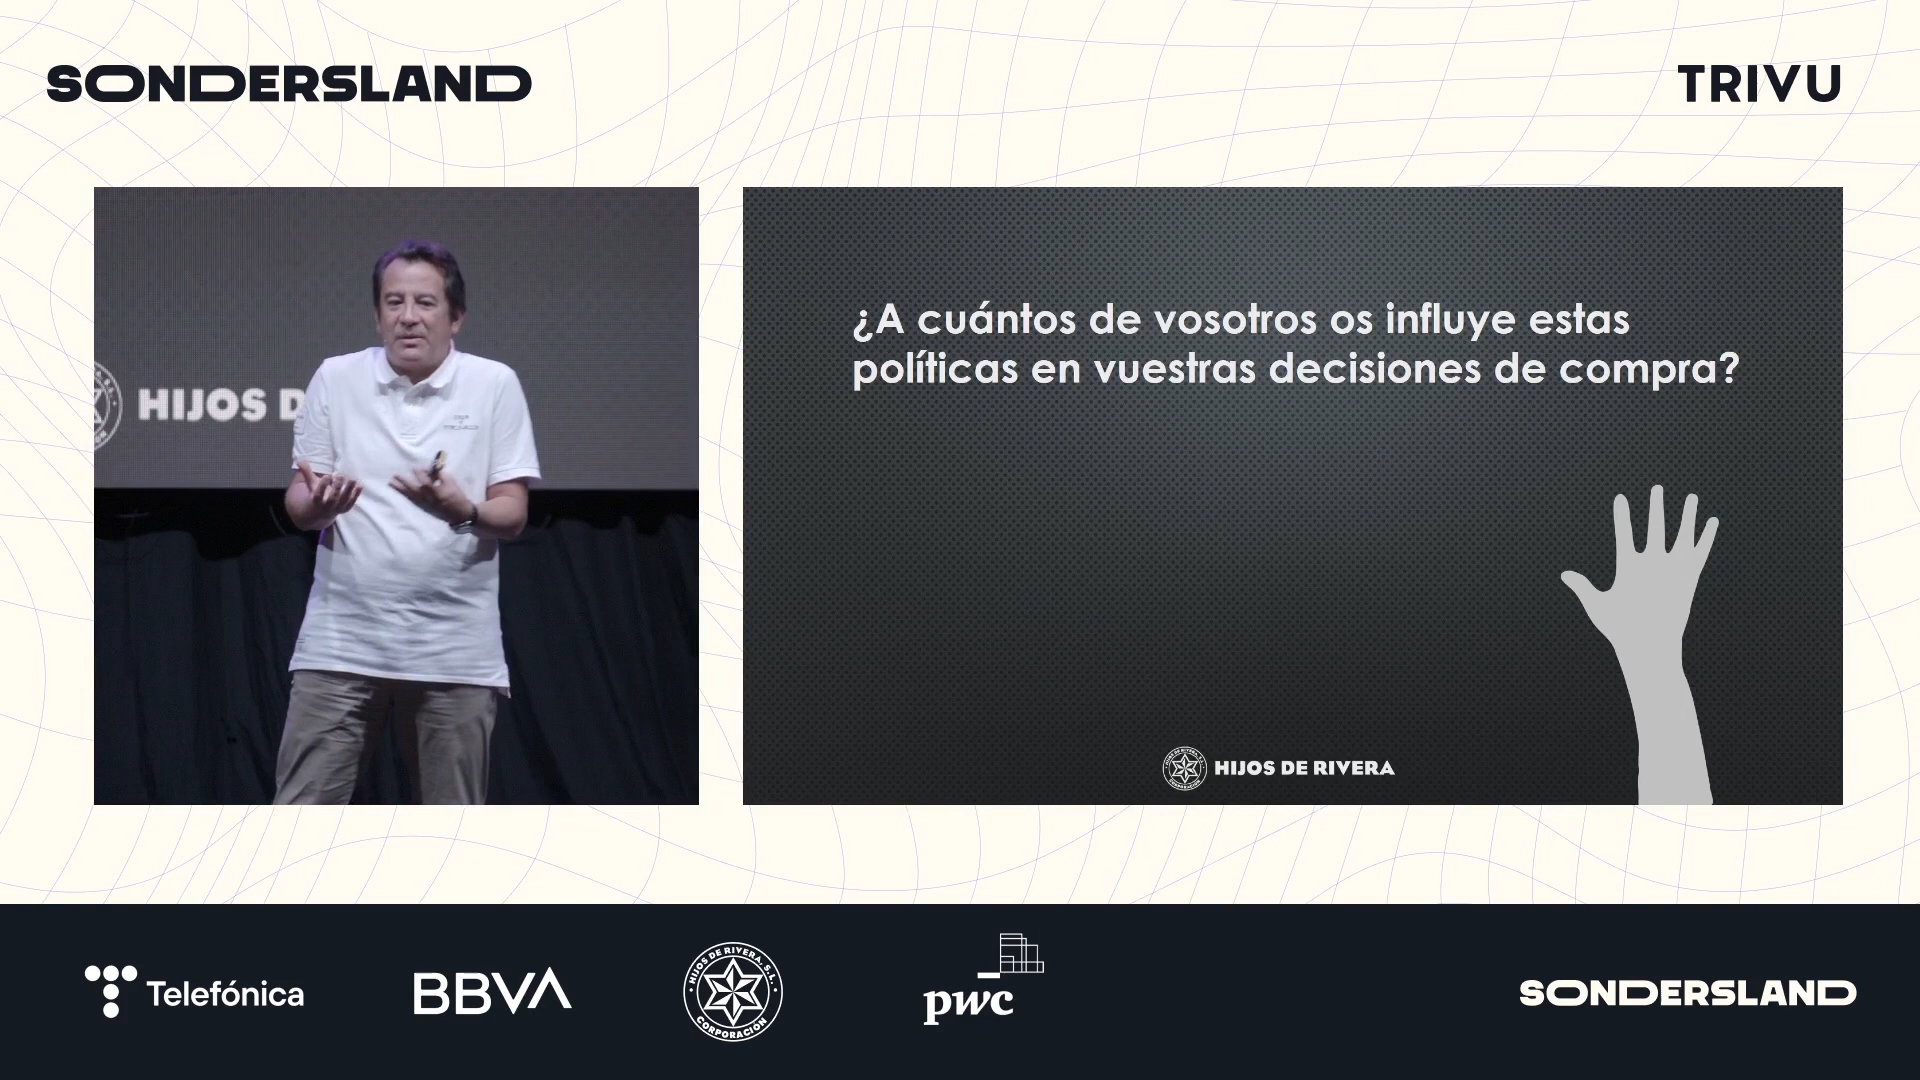 SONDERSLAND
TRIVU
HIJOS D
¿A cuántos de vosotros os influye estas
políticas en vuestras decisiones de compra?
HIJOS DE RIVERA
Telefónica
BBVA
HIJOS DE RIVERA, S.L.
CORPORACIÓN
pwc
SONDERSLAND